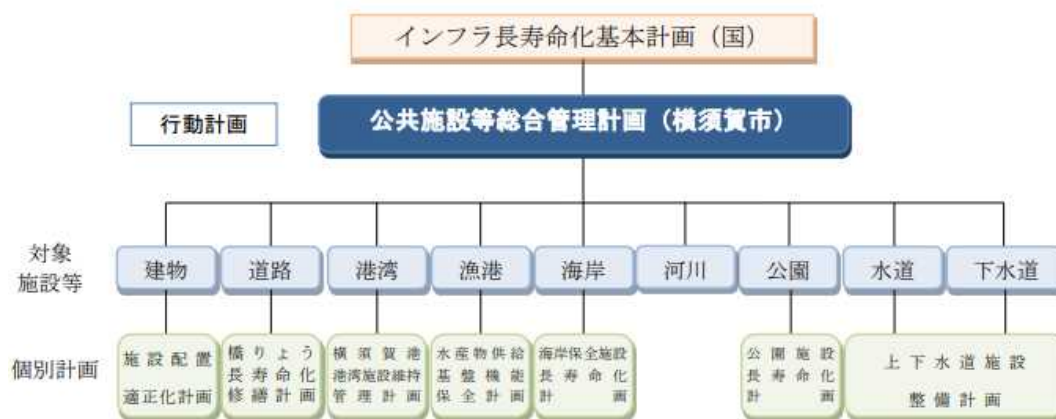 インフラ長寿命化基本計画（国）
行動計画
公共施設等総合管理計画（横須賀市）
対象
施設等
建物
道路
港湾
漁港
海岸
河川
公園
水道
下水道
個別計画
施設配置
適正化計画
橋りょう
長寿命化
修繕計画
横須賀港
港湾施設維持
管理計画
水産物供給
基盤機能
保全計画
海岸保全施設
長寿命化
計画
公園施設
長寿命化
計画
上下水道施設
整備計画